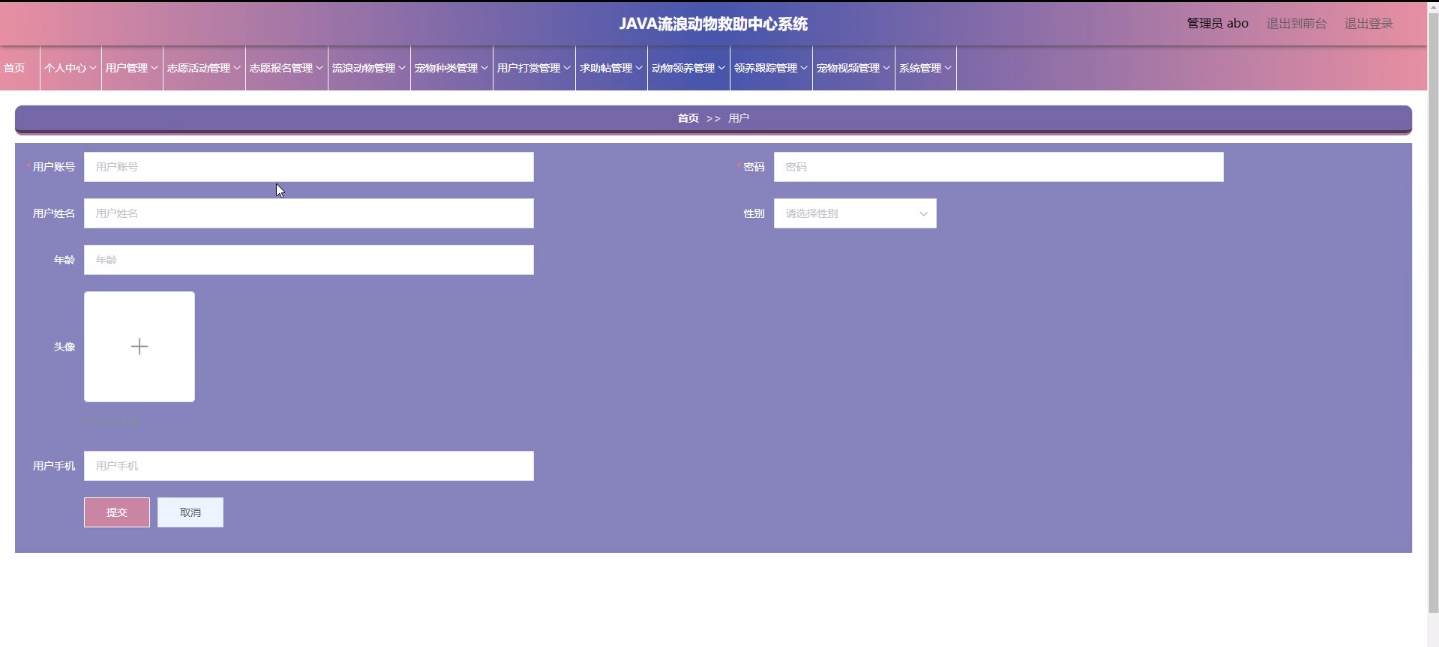 JAVA流浪动物救助中心系统
管理员 abo 退出到前台 退出登录
首页 个人中心 用户管理 志愿活动管理 志愿报名管理 流浪动物管理 宠物种类管理 用户打赏管理 求助帖管理 动物领养管理 领养跟踪管理 宠物视频管理 系统管理
首页 >> 用户
* 用户账号 用户账号 * 密码 密码
用户姓名 用户姓名 性别 请选择性别
年龄 年龄
头像
用户手机 用户手机
提交 取消